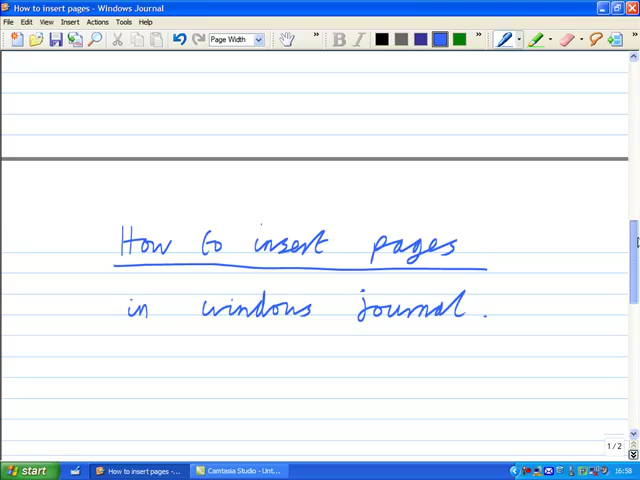 How to insert pages - Windows Journal
File Edit View Insert Actions Tools Help
Page Width B I
How to insert pages
in windows journal.
1 / 2
start How to insert pages -... Camtasia Studio - Unt... 16:58